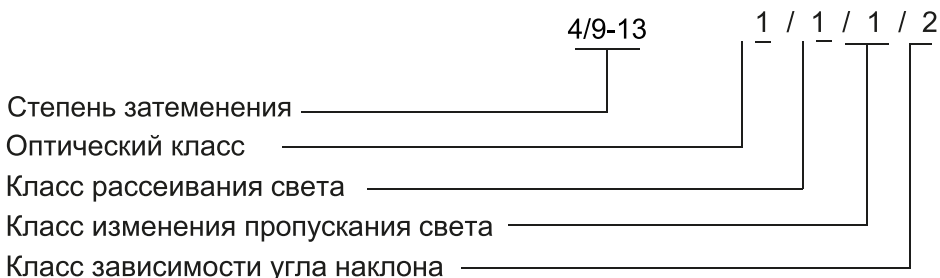 4/9-13 1 / 1 / 1 / 2
Степень затеменения
Оптический класс
Класс рассеивания света
Класс изменения пропускания света
Класс зависимости угла наклона